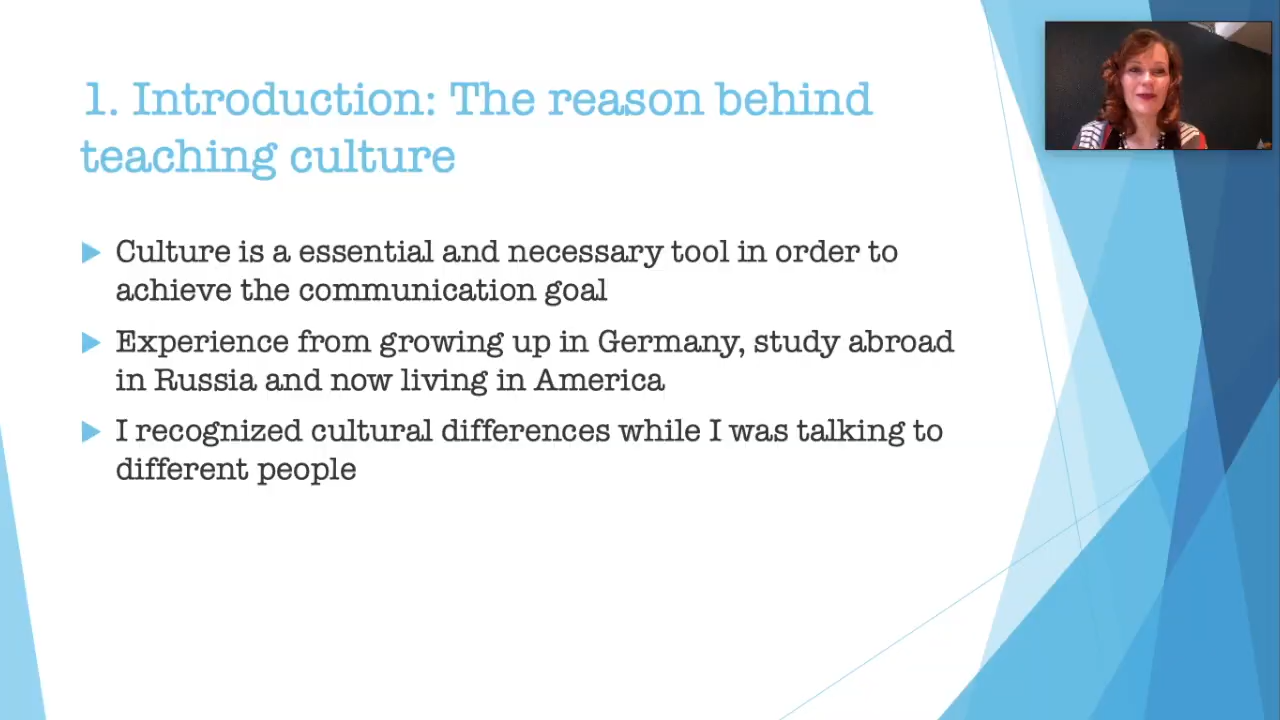 1. Introduction: The reason behind
teaching culture
Culture is a essential and necessary tool in order to
achieve the communication goal
Experience from growing up in Germany, study abroad
in Russia and now living in America
I recognized cultural differences while I was talking to
different people